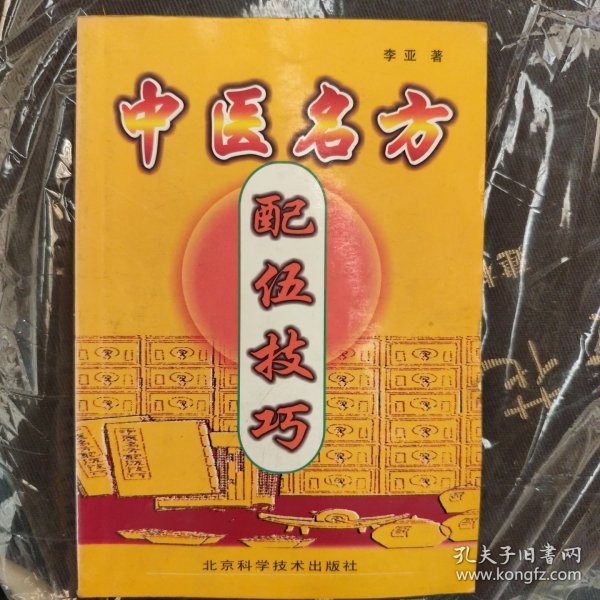 李亚 著
中医名方
配伍技巧
北京科学技术出版社
孔夫子旧书网
www.kongfz.com